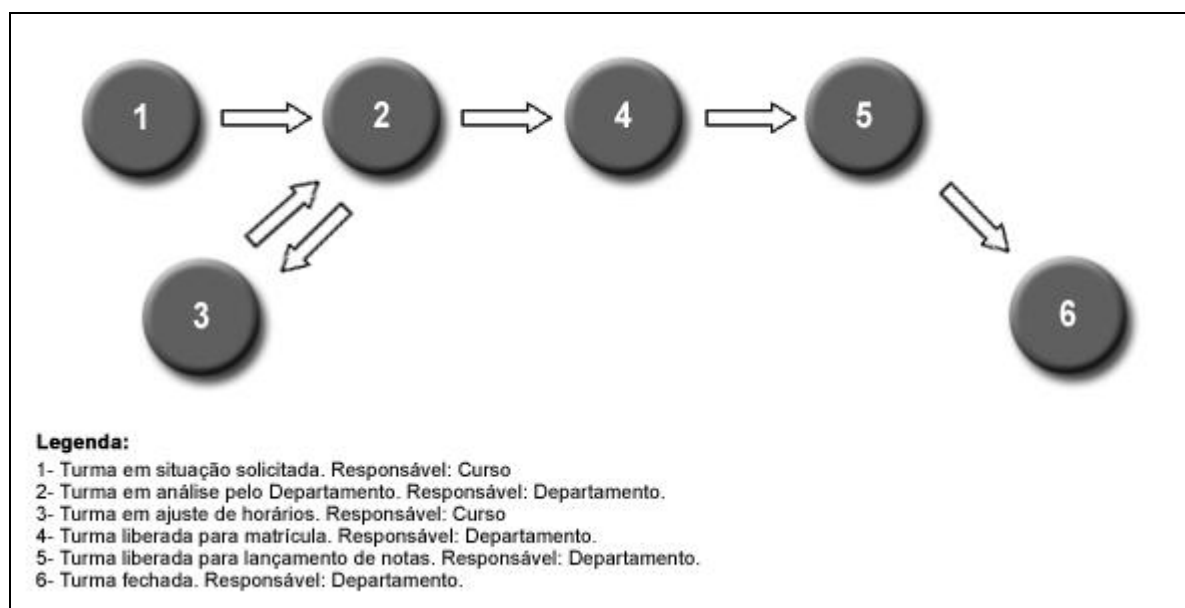 1
2
4
5
3
6
Legenda:
1- Turma em situação solicitada. Responsável: Curso
2- Turma em análise pelo Departamento. Responsável: Departamento.
3- Turma em ajuste de horários. Responsável: Curso
4- Turma liberada para matrícula. Responsável: Departamento.
5- Turma liberada para lançamento de notas. Responsável: Departamento.
6- Turma fechada. Responsável: Departamento.